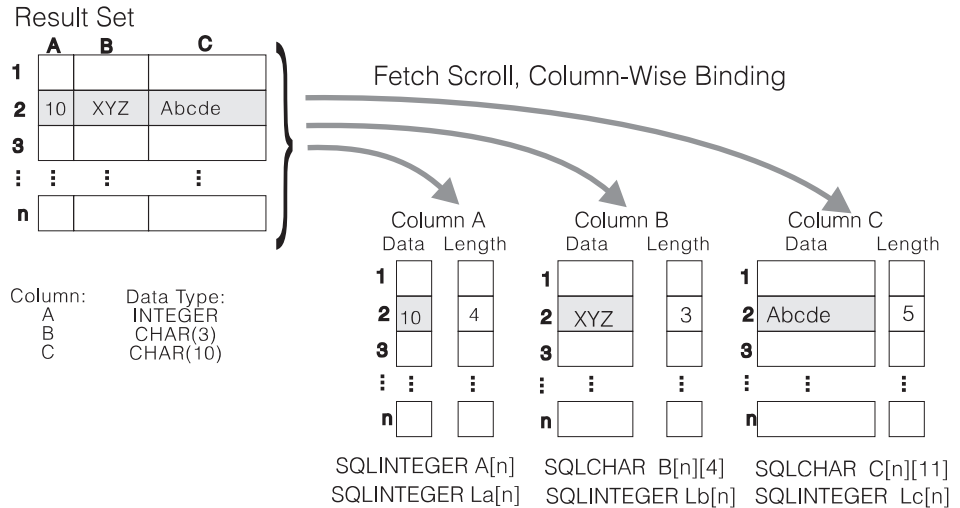 Result Set
A B C
1
2 10 XYZ Abcde
3
⋮ ⋮ ⋮ ⋮
n
Fetch Scroll, Column-Wise Binding
Column: Data Type:
A INTEGER
B CHAR(3)
C CHAR(10)
Column A
Data Length
1
2 10 4
3
⋮ ⋮ ⋮
n
SQLINTEGER A[n]
SQLINTEGER La[n]
Column B
Data Length
1
2 XYZ 3
3
⋮ ⋮ ⋮
n
SQLCHAR B[n][4]
SQLINTEGER Lb[n]
Column C
Data Length
1
2 Abcde 5
3
⋮ ⋮ ⋮
n
SQLCHAR C[n][11]
SQLINTEGER Lc[n]